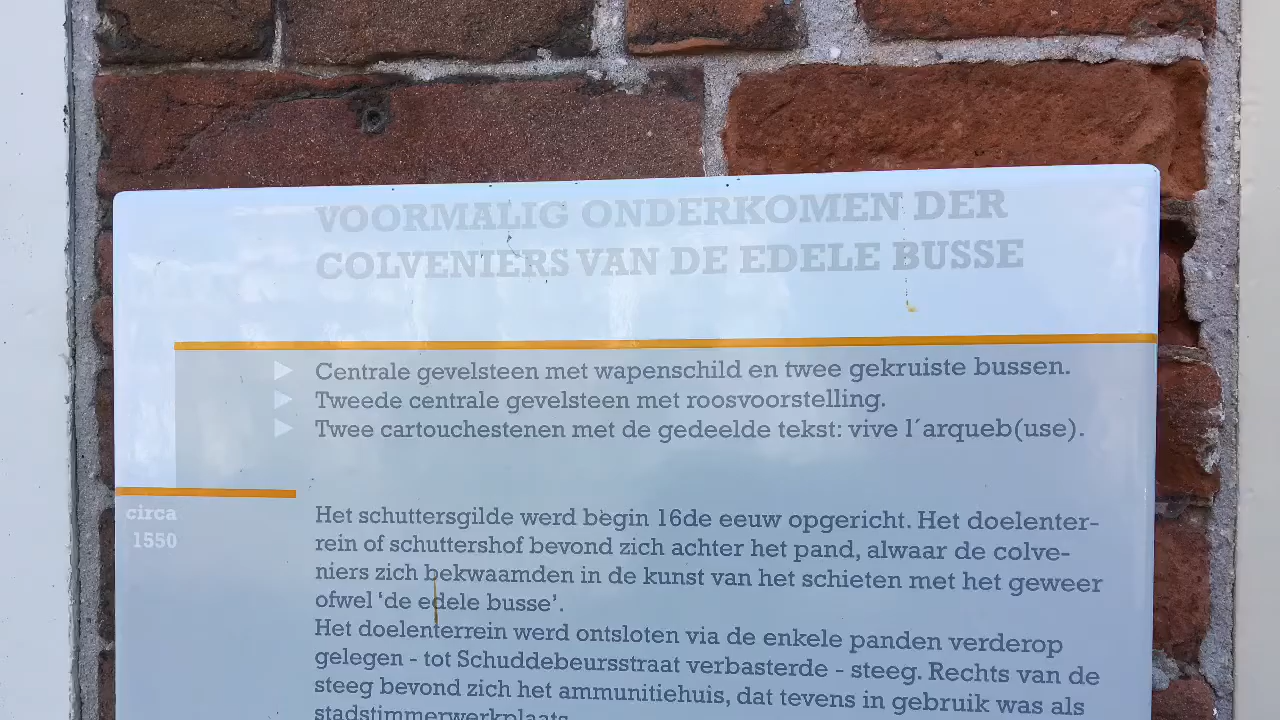 VOORMALIG ONDERKOMEN DER
COLVENIERS VAN DE EDELE BUSSE
Centrale gevelsteen met wapenschild en twee gekruiste bussen.
Tweede centrale gevelsteen met roosvoorstelling.
Twee cartouchestenen met de gedeelde tekst: vive l´arqueb(use).
circa
1550
Het schuttersgilde werd begin 16de eeuw opgericht. Het doelenter-
rein of schuttershof bevond zich achter het pand, alwaar de colve-
niers zich bekwaamden in de kunst van het schieten met het geweer
ofwel 'de edele busse'.
Het doelenterrein werd ontsloten via de enkele panden verderop
gelegen - tot Schuddebeursstraat verbasterde - steeg. Rechts van de
steeg bevond zich het ammunitiehuis, dat tevens in gebruik was als
stadstimmerwerkplaats.